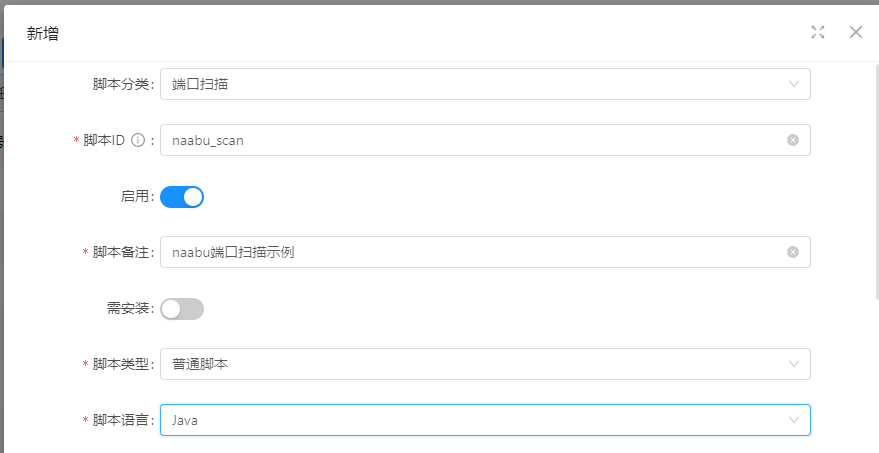 新增
脚本分类: 端口扫描
* 脚本ID : naabu_scan
启用:
* 脚本备注: naabu端口扫描示例
需安装:
* 脚本类型: 普通脚本
* 脚本语言: Java